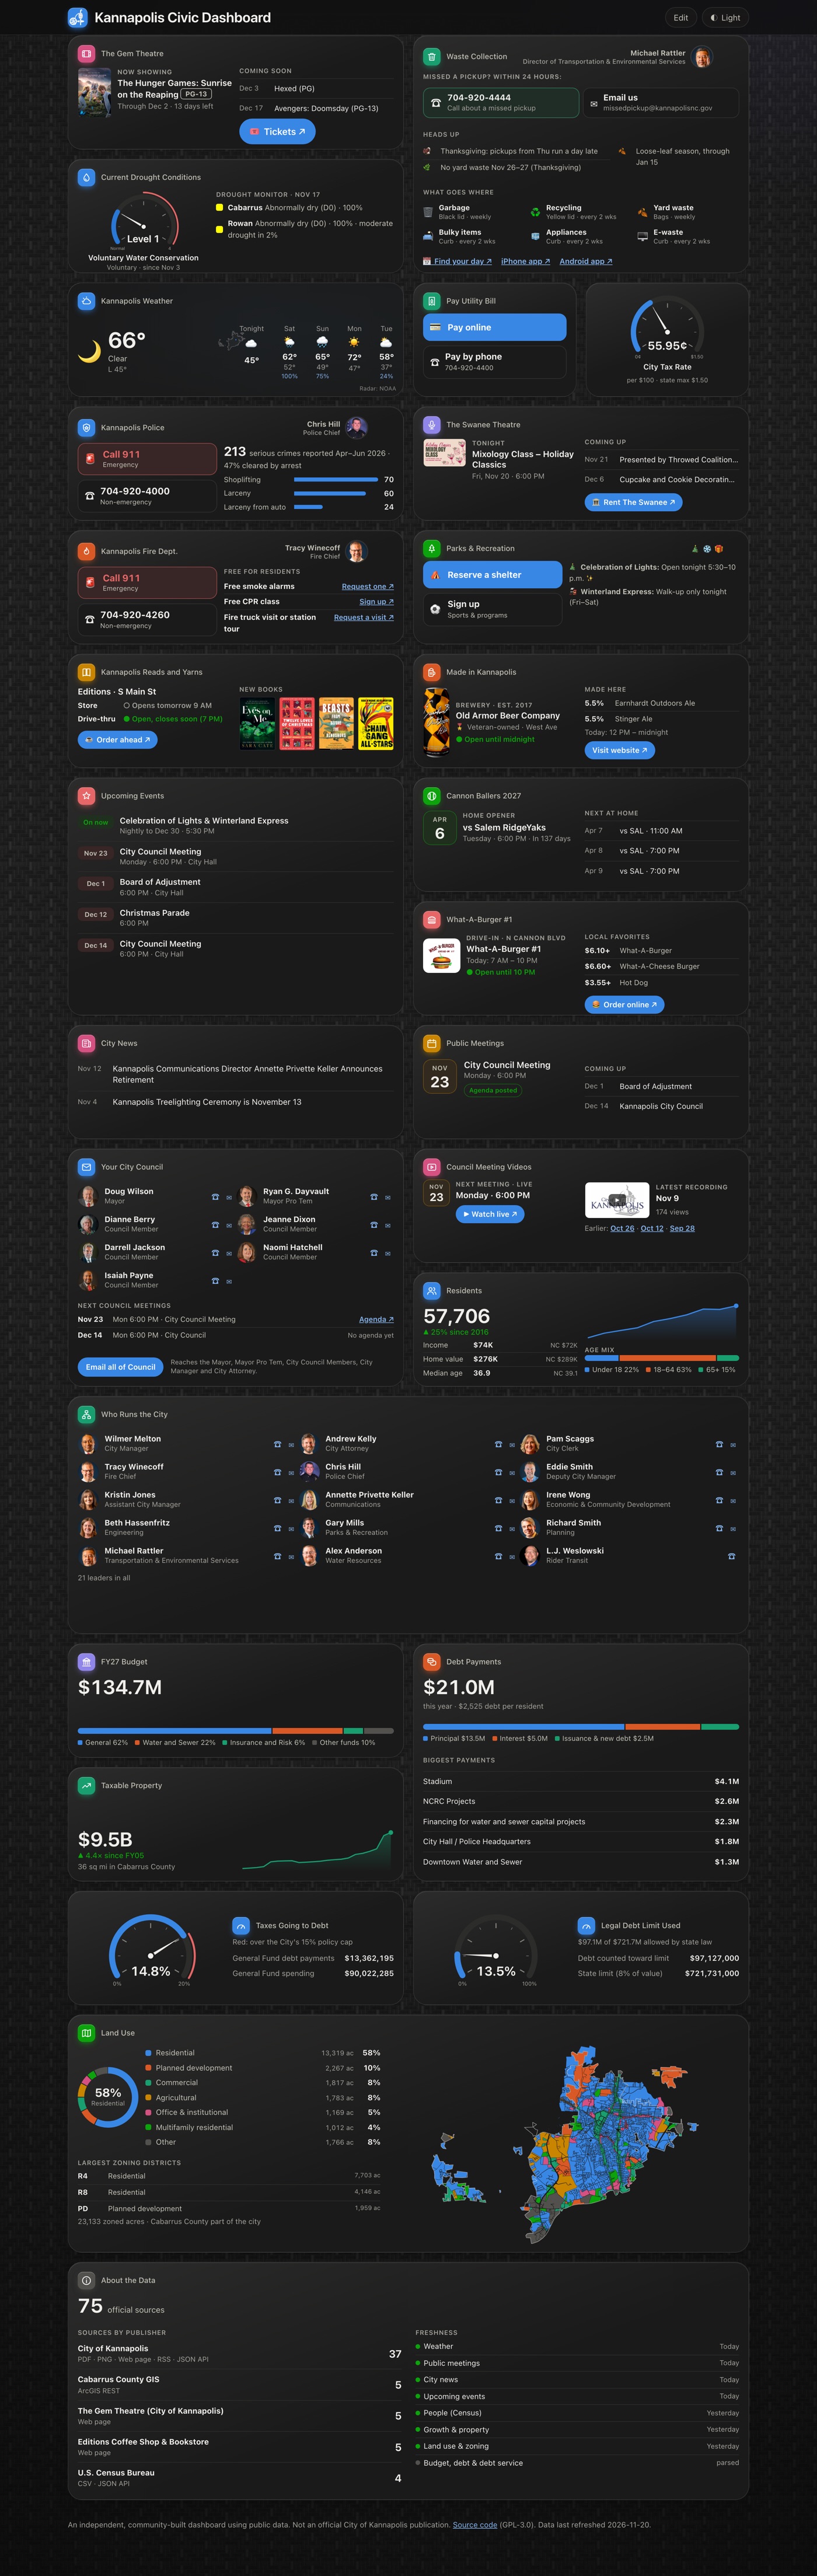 Kannapolis Civic Dashboard
Edit
Light
The Gem Theatre
NOW SHOWING
The Hunger Games: Sunrise
on the Reaping PG-13
Through Dec 2 · 13 days left
COMING SOON
Dec 3 Hexed (PG)
Dec 17 Avengers: Doomsday (PG-13)
Tickets ↗
Waste Collection
Michael Rattler
Director of Transportation & Environmental Services
MISSED A PICKUP? WITHIN 24 HOURS:
704-920-4444
Call about a missed pickup
Email us
missedpickup@kannapolisnc.gov
HEADS UP
Thanksgiving: pickups from Thu run a day late
Loose-leaf season, through
Jan 15
No yard waste Nov 26–27 (Thanksgiving)
WHAT GOES WHERE
Garbage
Black lid · weekly
Recycling
Yellow lid · every 2 wks
Yard waste
Bags · weekly
Bulky items
Curb · every 2 wks
Appliances
Curb · every 2 wks
E-waste
Curb · every 2 wks
Find your day ↗ iPhone app ↗ Android app ↗
Current Drought Conditions
Normal
4
Level 1
Voluntary Water Conservation
Voluntary · since Nov 3
DROUGHT MONITOR · NOV 17
Cabarrus Abnormally dry (D0) · 100%
Rowan Abnormally dry (D0) · 100% · moderate
drought in 2%
Kannapolis Weather
66°
Clear
L 45°
Tonight Sat Sun Mon Tue
45° 62° 65° 72° 58°
52° 49° 47° 37°
100% 75% 24%
Radar: NOAA
Pay Utility Bill
Pay online
Pay by phone
704-920-4400
55.95¢
0¢ $1.50
City Tax Rate
per $100 · state max $1.50
Kannapolis Police
Chris Hill
Police Chief
Call 911
Emergency
704-920-4000
Non-emergency
213 serious crimes reported Apr–Jun 2026 ·
47% cleared by arrest
Shoplifting 70
Larceny 60
Larceny from auto 24
The Swanee Theatre
TONIGHT
Mixology Class – Holiday
Classics
Fri, Nov 20 · 6:00 PM
COMING UP
Nov 21 Presented by Throwed Coalition...
Dec 6 Cupcake and Cookie Decoratin...
Rent The Swanee ↗
Kannapolis Fire Dept.
Tracy Winecoff
Fire Chief
Call 911
Emergency
704-920-4260
Non-emergency
FREE FOR RESIDENTS
Free smoke alarms Request one ↗
Free CPR class Sign up ↗
Fire truck visit or station
tour
Request a visit ↗
Parks & Recreation
Reserve a shelter
Sign up
Sports & programs
Celebration of Lights: Open tonight 5:30–10
p.m.
Winterland Express: Walk-up only tonight
(Fri–Sat)
Kannapolis Reads and Yarns
Editions · S Main St
Store Opens tomorrow 9 AM
Drive-thru Open, closes soon (7 PM)
Order ahead ↗
NEW BOOKS
Made in Kannapolis
BREWERY · EST. 2017
Old Armor Beer Company
Veteran-owned · West Ave
Open until midnight
MADE HERE
5.5% Earnhardt Outdoors Ale
5.5% Stinger Ale
Today: 12 PM – midnight
Visit website ↗
Upcoming Events
On now
Celebration of Lights & Winterland Express
Nightly to Dec 30 · 5:30 PM
Nov 23
City Council Meeting
Monday · 6:00 PM · City Hall
Dec 1
Board of Adjustment
6:00 PM · City Hall
Dec 12
Christmas Parade
6:00 PM
Dec 14
City Council Meeting
6:00 PM · City Hall
Cannon Ballers 2027
APR
6
HOME OPENER
vs Salem RidgeYaks
Tuesday · 6:00 PM · In 137 days
NEXT AT HOME
Apr 7 vs SAL · 11:00 AM
Apr 8 vs SAL · 7:00 PM
Apr 9 vs SAL · 7:00 PM
What-A-Burger #1
DRIVE-IN · N CANNON BLVD
What-A-Burger #1
Today: 7 AM – 10 PM
Open until 10 PM
LOCAL FAVORITES
$6.10+ What-A-Burger
$6.60+ What-A-Cheese Burger
$3.55+ Hot Dog
Order online ↗
City News
Nov 12 Kannapolis Communications Director Annette Privette Keller Announces
Retirement
Nov 4 Kannapolis Treelighting Ceremony is November 13
Public Meetings
NOV
23
City Council Meeting
Monday · 6:00 PM
Agenda posted
COMING UP
Dec 1 Board of Adjustment
Dec 14 Kannapolis City Council
Your City Council
Doug Wilson
Mayor
Ryan G. Dayvault
Mayor Pro Tem
Dianne Berry
Council Member
Jeanne Dixon
Council Member
Darrell Jackson
Council Member
Naomi Hatchell
Council Member
Isaiah Payne
Council Member
NEXT COUNCIL MEETINGS
Nov 23 Mon 6:00 PM · City Council Meeting Agenda ↗
Dec 14 Mon 6:00 PM · City Council No agenda yet
Email all of Council
Reaches the Mayor, Mayor Pro Tem, City Council Members, City
Manager and City Attorney.
Council Meeting Videos
NOV
23
NEXT MEETING · LIVE
Monday · 6:00 PM
Watch live ↗
LATEST RECORDING
Nov 9
174 views
Earlier: Oct 26 · Oct 12 · Sep 28
Residents
57,706
▲ 25% since 2016
Income $74K NC $72K
Home value $276K NC $289K
Median age 36.9 NC 39.1
AGE MIX
Under 18 22% 18–64 63% 65+ 15%
Who Runs the City
Wilmer Melton
City Manager
Andrew Kelly
City Attorney
Pam Scaggs
City Clerk
Tracy Winecoff
Fire Chief
Chris Hill
Police Chief
Eddie Smith
Deputy City Manager
Kristin Jones
Assistant City Manager
Annette Privette Keller
Communications
Irene Wong
Economic & Community Development
Beth Hassenfritz
Engineering
Gary Mills
Parks & Recreation
Richard Smith
Planning
Michael Rattler
Transportation & Environmental Services
Alex Anderson
Water Resources
L.J. Weslowski
Rider Transit
21 leaders in all
FY27 Budget
$134.7M
General 62% Water and Sewer 22% Insurance and Risk 6% Other funds 10%
Debt Payments
$21.0M
this year · $2,525 debt per resident
Principal $13.5M Interest $5.0M Issuance & new debt $2.5M
BIGGEST PAYMENTS
Stadium $4.1M
NCRC Projects $2.6M
Financing for water and sewer capital projects $2.3M
City Hall / Police Headquarters $1.8M
Downtown Water and Sewer $1.3M
Taxable Property
$9.5B
▲ 4.4× since FY05
36 sq mi in Cabarrus County
14.8%
0% 20%
Taxes Going to Debt
Red: over the City's 15% policy cap
General Fund debt payments $13,362,195
General Fund spending $90,022,285
13.5%
0% 100%
Legal Debt Limit Used
$97.1M of $721.7M allowed by state law
Debt counted toward limit $97,127,000
State limit (8% of value) $721,731,000
Land Use
58%
Residential
Residential 13,319 ac 58%
Planned development 2,267 ac 10%
Commercial 1,817 ac 8%
Agricultural 1,783 ac 8%
Office & institutional 1,169 ac 5%
Multifamily residential 1,012 ac 4%
Other 1,766 ac 8%
LARGEST ZONING DISTRICTS
R4 Residential 7,703 ac
R8 Residential 4,146 ac
PD Planned development 1,959 ac
23,133 zoned acres · Cabarrus County part of the city
About the Data
75 official sources
SOURCES BY PUBLISHER
City of Kannapolis 37
PDF · PNG · Web page · RSS · JSON API
Cabarrus County GIS 5
ArcGIS REST
The Gem Theatre (City of Kannapolis) 5
Web page
Editions Coffee Shop & Bookstore 5
Web page
U.S. Census Bureau 4
CSV · JSON API
FRESHNESS
Weather Today
Public meetings Today
City news Today
Upcoming events Today
People (Census) Yesterday
Growth & property Yesterday
Land use & zoning Yesterday
Budget, debt & debt service parsed
An independent, community-built dashboard using public data. Not an official City of Kannapolis publication. Source code (GPL-3.0). Data last refreshed 2026-11-20.